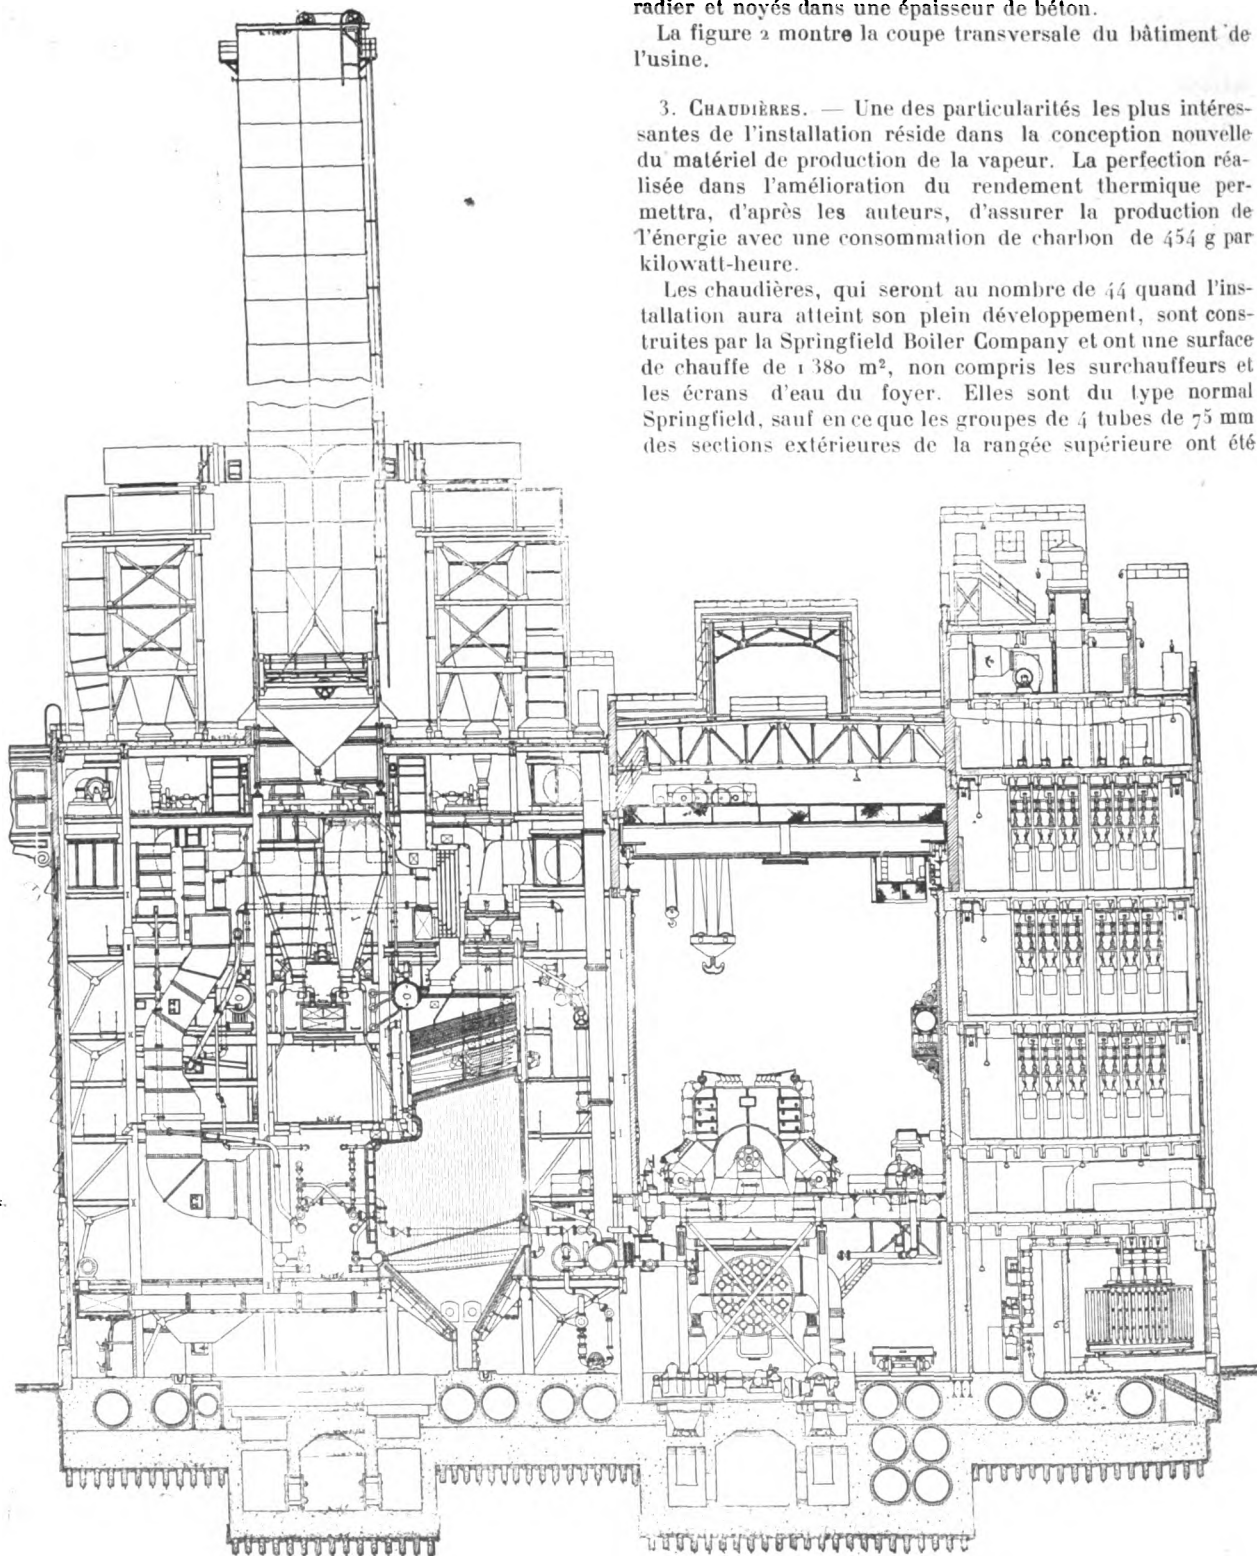 radier et noyés dans une épaisseur de béton.
La figure 2 montre la coupe transversale du bâtiment de
l'usine.
3. CHAUDIÈRES. — Une des particularités les plus intéres-
santes de l'installation réside dans la conception nouvelle
du matériel de production de la vapeur. La perfection réa-
lisée dans l'amélioration du rendement thermique per-
mettra, d'après les auteurs, d'assurer la production de
l'énergie avec une consommation de charbon de 454 g par
kilowatt-heure.
Les chaudières, qui seront au nombre de 44 quand l'ins-
tallation aura atteint son plein développement, sont cons-
truites par la Springfield Boiler Company et ont une surface
de chauffe de 1 380 m², non compris les surchauffeurs et
les écrans d'eau du foyer. Elles sont du type normal
Springfield, sauf en ce que les groupes de 4 tubes de 75 mm
des sections extérieures de la rangée supérieure ont été